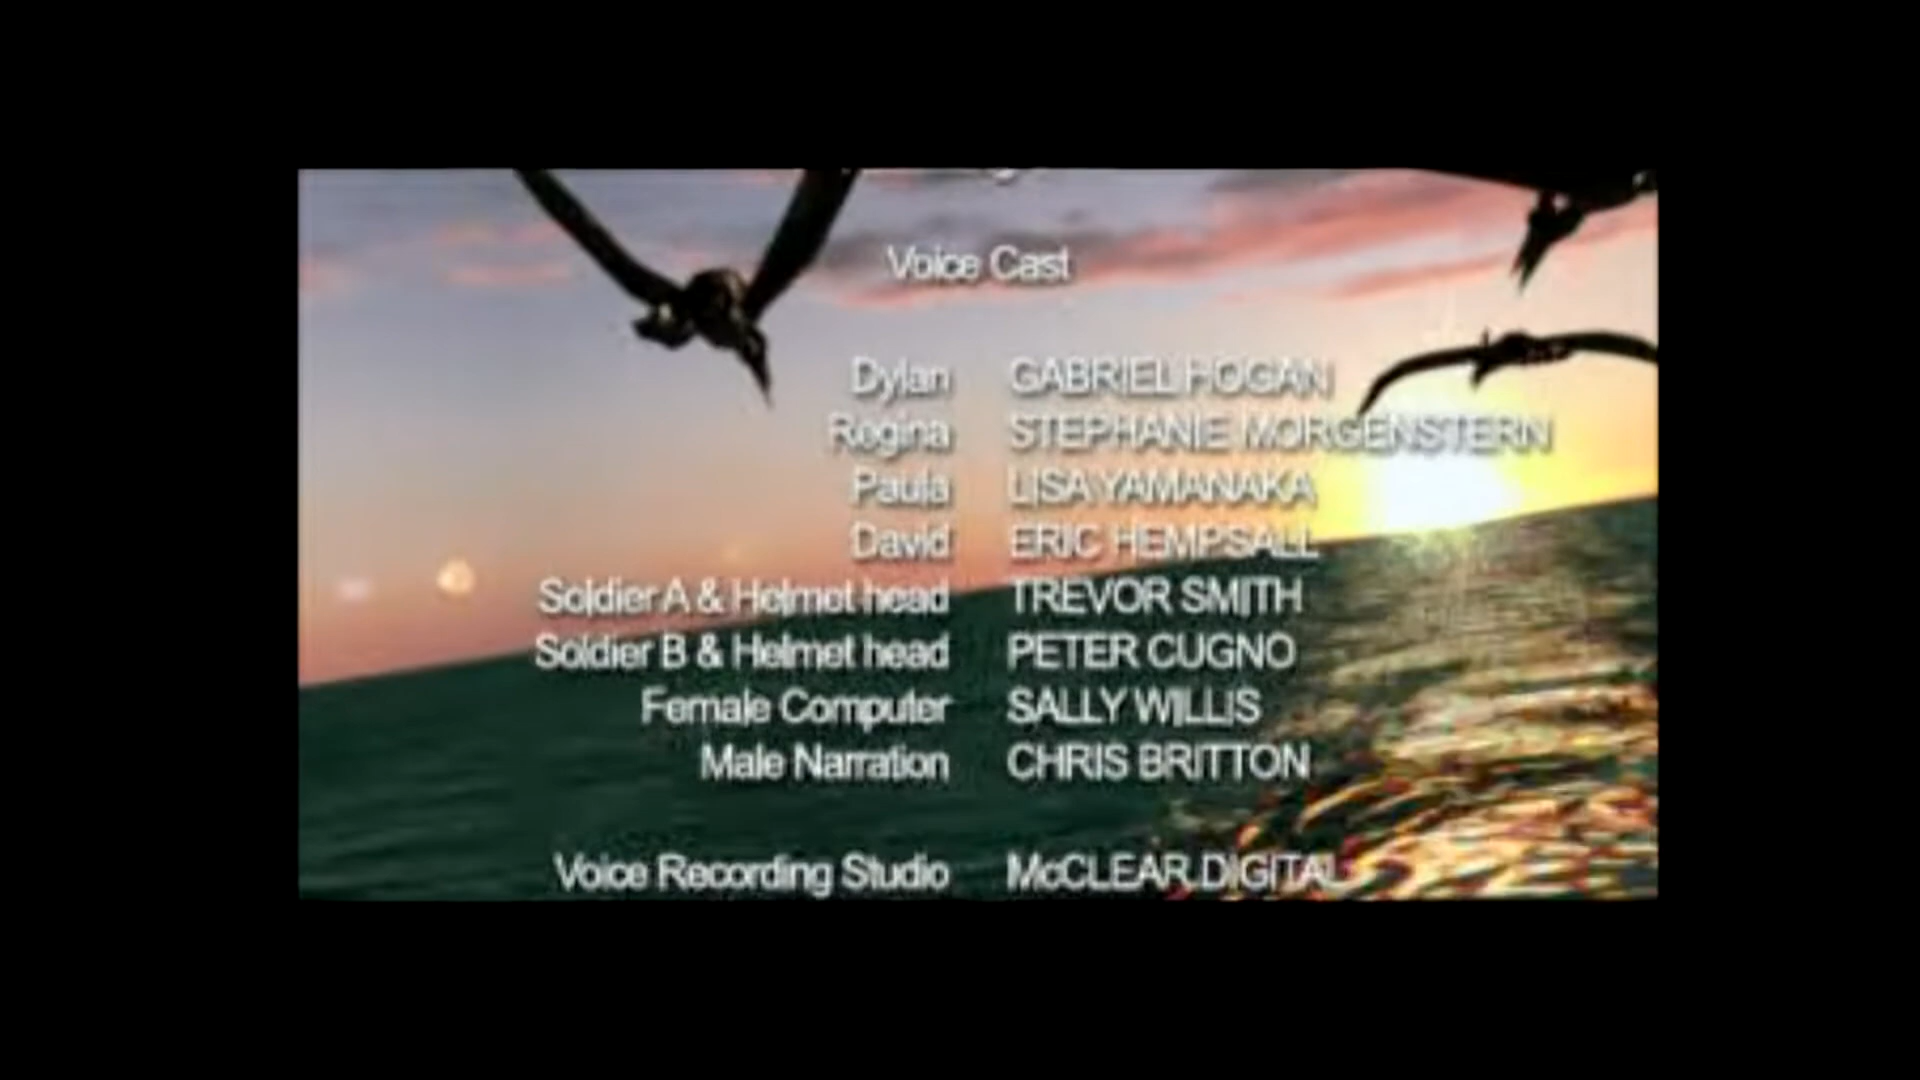 Voice Cast
Dylan GABRIEL HOGAN
Regina STEPHANIE MORGENSTERN
Paula LISA YAMANAKA
David ERIC HEMPSALL
Soldier A & Helmet head TREVOR SMITH
Soldier B & Helmet head PETER CUGNO
Female Computer SALLY WILLIS
Male Narration CHRIS BRITTON
Voice Recording Studio McCLEAR.DIGITAL